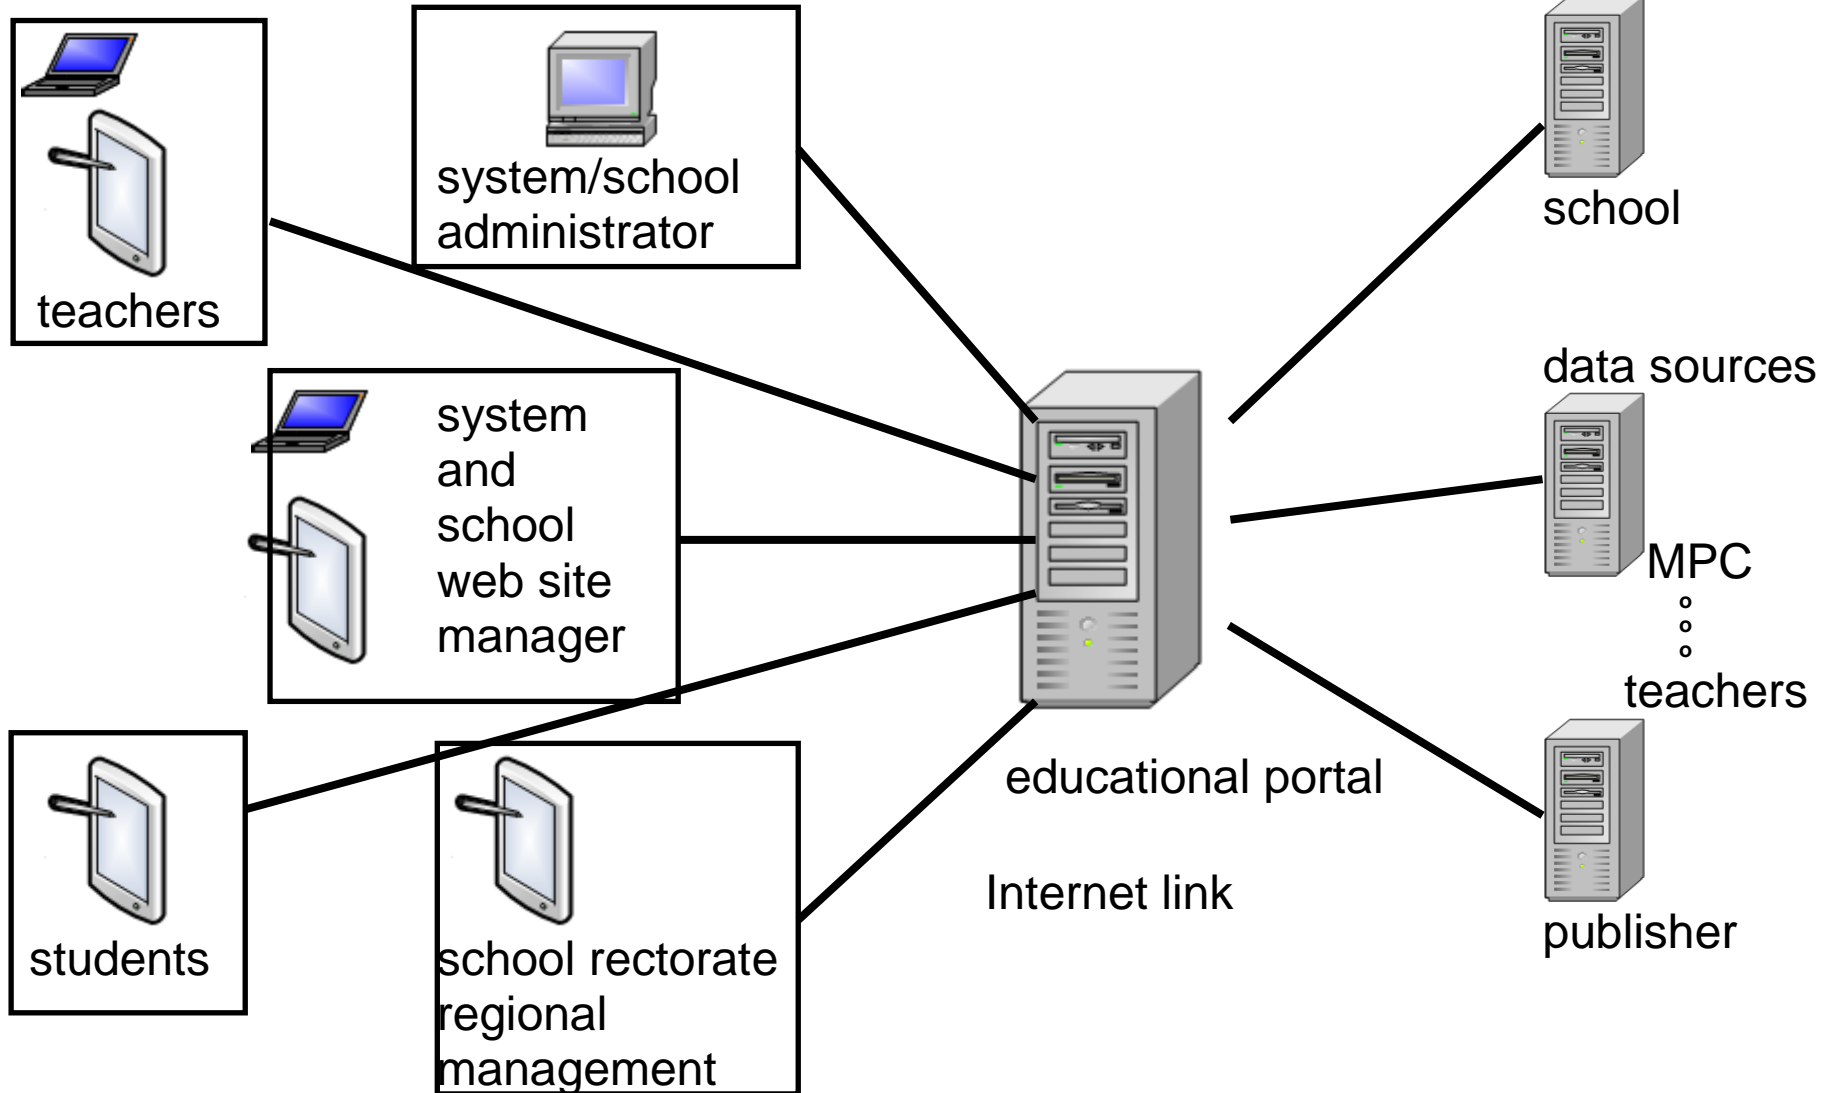 system/school
administrator
teachers
school
system
and
school
web site
manager
data sources
MPC
teachers
students
school rectorate
regional
management
educational portal
Internet link
publisher